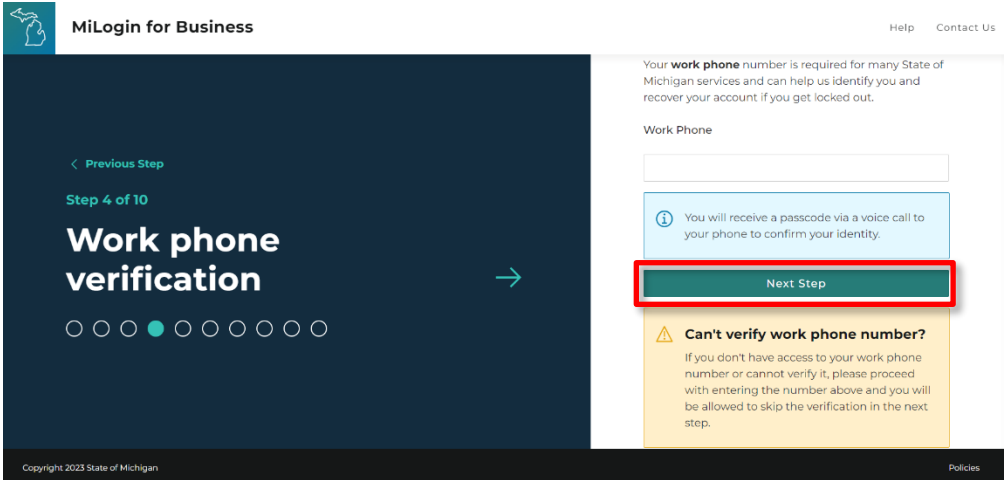 MiLogin for Business
Help
Contact Us
Previous Step
Step 4 of 10
Work phone
verification
Your work phone number is required for many State of
Michigan services and can help us identify you and
recover your account if you get locked out.
Work Phone
You will receive a passcode via a voice call to
your phone to confirm your identity.
Next Step
Can't verify work phone number?
If you don't have access to your work phone
number or cannot verify it, please proceed
with entering the number above and you will
be allowed to skip the verification in the next
step.
Copyright 2023 State of Michigan
Policies